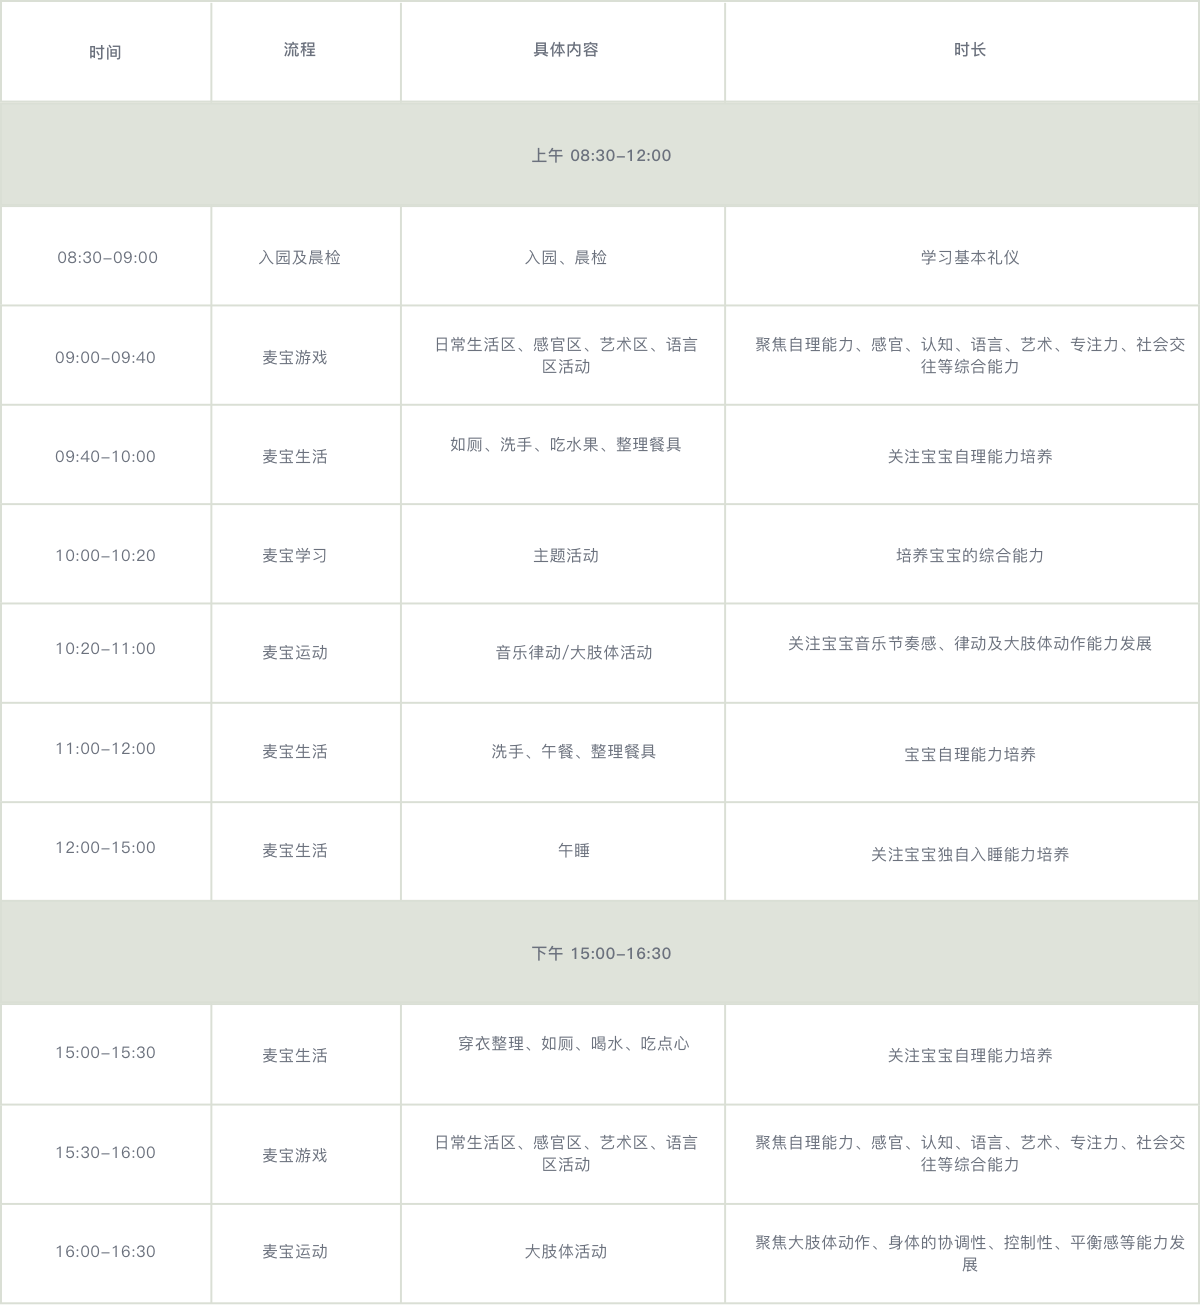 时间
流程
具体内容
时长
上午 08:30-12:00
08:30-09:00
入园及晨检
入园、晨检
学习基本礼仪
09:00-09:40
麦宝游戏
日常生活区、感官区、艺术区、语言
区活动
聚焦自理能力、感官、认知、语言、艺术、专注力、社会交
往等综合能力
09:40-10:00
麦宝生活
如厕、洗手、吃水果、整理餐具
关注宝宝自理能力培养
10:00-10:20
麦宝学习
主题活动
培养宝宝的综合能力
10:20-11:00
麦宝运动
音乐律动/大肢体活动
关注宝宝音乐节奏感、律动及大肢体动作能力发展
11:00-12:00
麦宝生活
洗手、午餐、整理餐具
宝宝自理能力培养
12:00-15:00
麦宝生活
午睡
关注宝宝独自入睡能力培养
下午 15:00-16:30
15:00-15:30
麦宝生活
穿衣整理、如厕、喝水、吃点心
关注宝宝自理能力培养
15:30-16:00
麦宝游戏
日常生活区、感官区、艺术区、语言
区活动
聚焦自理能力、感官、认知、语言、艺术、专注力、社会交
往等综合能力
16:00-16:30
麦宝运动
大肢体活动
聚焦大肢体动作、身体的协调性、控制性、平衡感等能力发
展